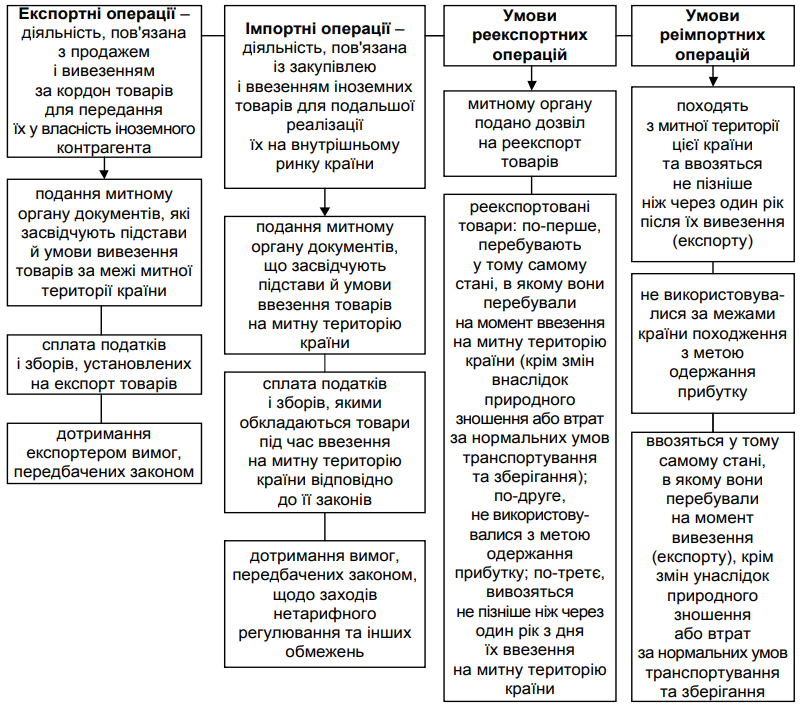 Експортні операції –
діяльність, пов'язана
з продажем
і вивезенням
за кордон товарів
для передання
їх у власність іноземного
контрагента
подання митному
органу документів, які
засвідчують підстави
й умови вивезення
товарів за межі митної
території країни
сплата податків
і зборів, установлених
на експорт товарів
дотримання
експортером вимог,
передбачених законом
Імпортні операції –
діяльність, пов'язана
із закупівлею
і ввезенням іноземних
товарів для подальшої
реалізації
їх на внутрішньому
ринку країни
подання митному
органу документів,
що засвідчують
підстави й умови
ввезення товарів
на митну територію
країни
сплата податків
і зборів, якими
обкладаються товари
під час ввезення
на митну територію
країни відповідно
до її законів
дотримання вимог,
передбачених законом,
щодо заходів
нетарифного
регулювання та інших
обмежень
Умови
реекспортних
операцій
митному органу
подано дозвіл
на реекспорт
товарів
реекспортовані
товари: по-перше,
перебувають
у тому самому
стані, в якому вони
перебували
на момент ввезення
на митну територію
країни (крім змін
внаслідок
природного
зношення або втрат
за нормальних умов
транспортування
та зберігання);
по-друге,
не використову-
валися з метою
одержання
прибутку; по-третє,
вивозяться
не пізніше ніж через
один рік з дня
їх ввезення
на митну територію
країни
Умови
реімпортних
операцій
походять
з митної території
цієї країни
та ввозяться
не пізніше
ніж через один рік
після їх вивезення
(експорту)
не використовува-
лися за межами
країни походження
з метою
одержання
прибутку
ввозяться у тому
самому стані,
в якому вони
перебували
на момент
вивезення
(експорту), крім
змін унаслідок
природного
зношення
або втрат
за нормальних умов
транспортування
та зберігання